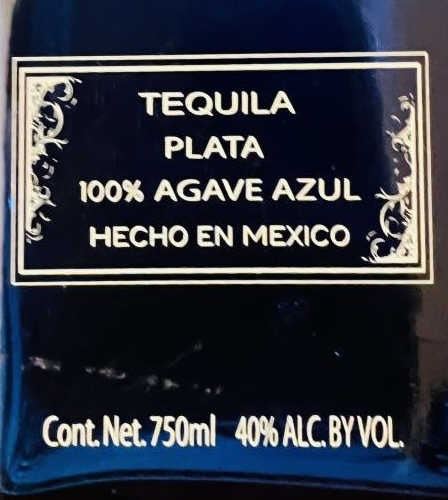 TEQUILA
PLATA
100% AGAVE AZUL
HECHO EN MEXICO
Cont. Net. 750ml 40% ALC. BY VOL.